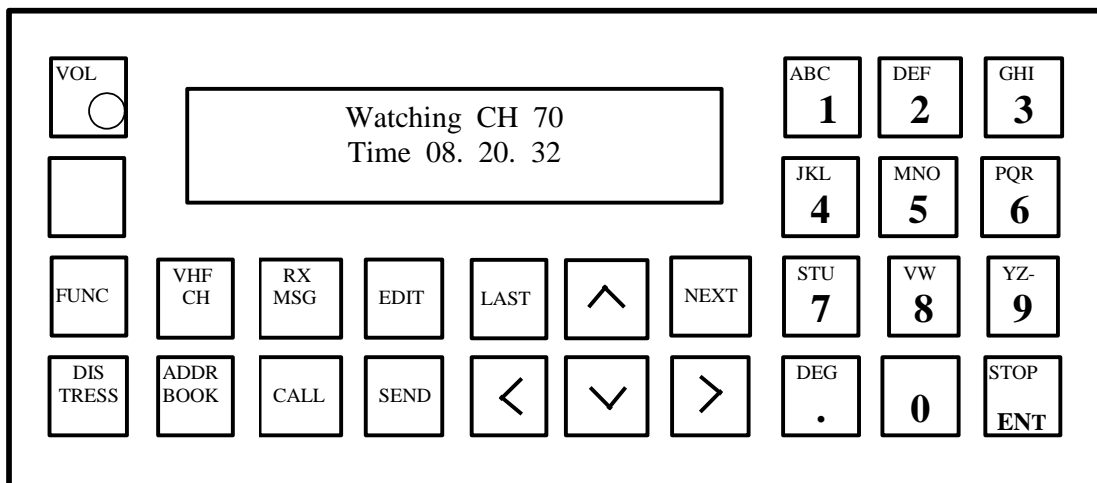 VOL
Watching CH 70
Time 08. 20. 32
ABC
1
DEF
2
GHI
3
JKL
4
MNO
5
PQR
6
FUNC
VHF
CH
RX
MSG
EDIT
LAST
NEXT
STU
7
VW
8
YZ-
9
DIS
TRESS
ADDR
BOOK
CALL
SEND
DEG
.
0
STOP
ENT